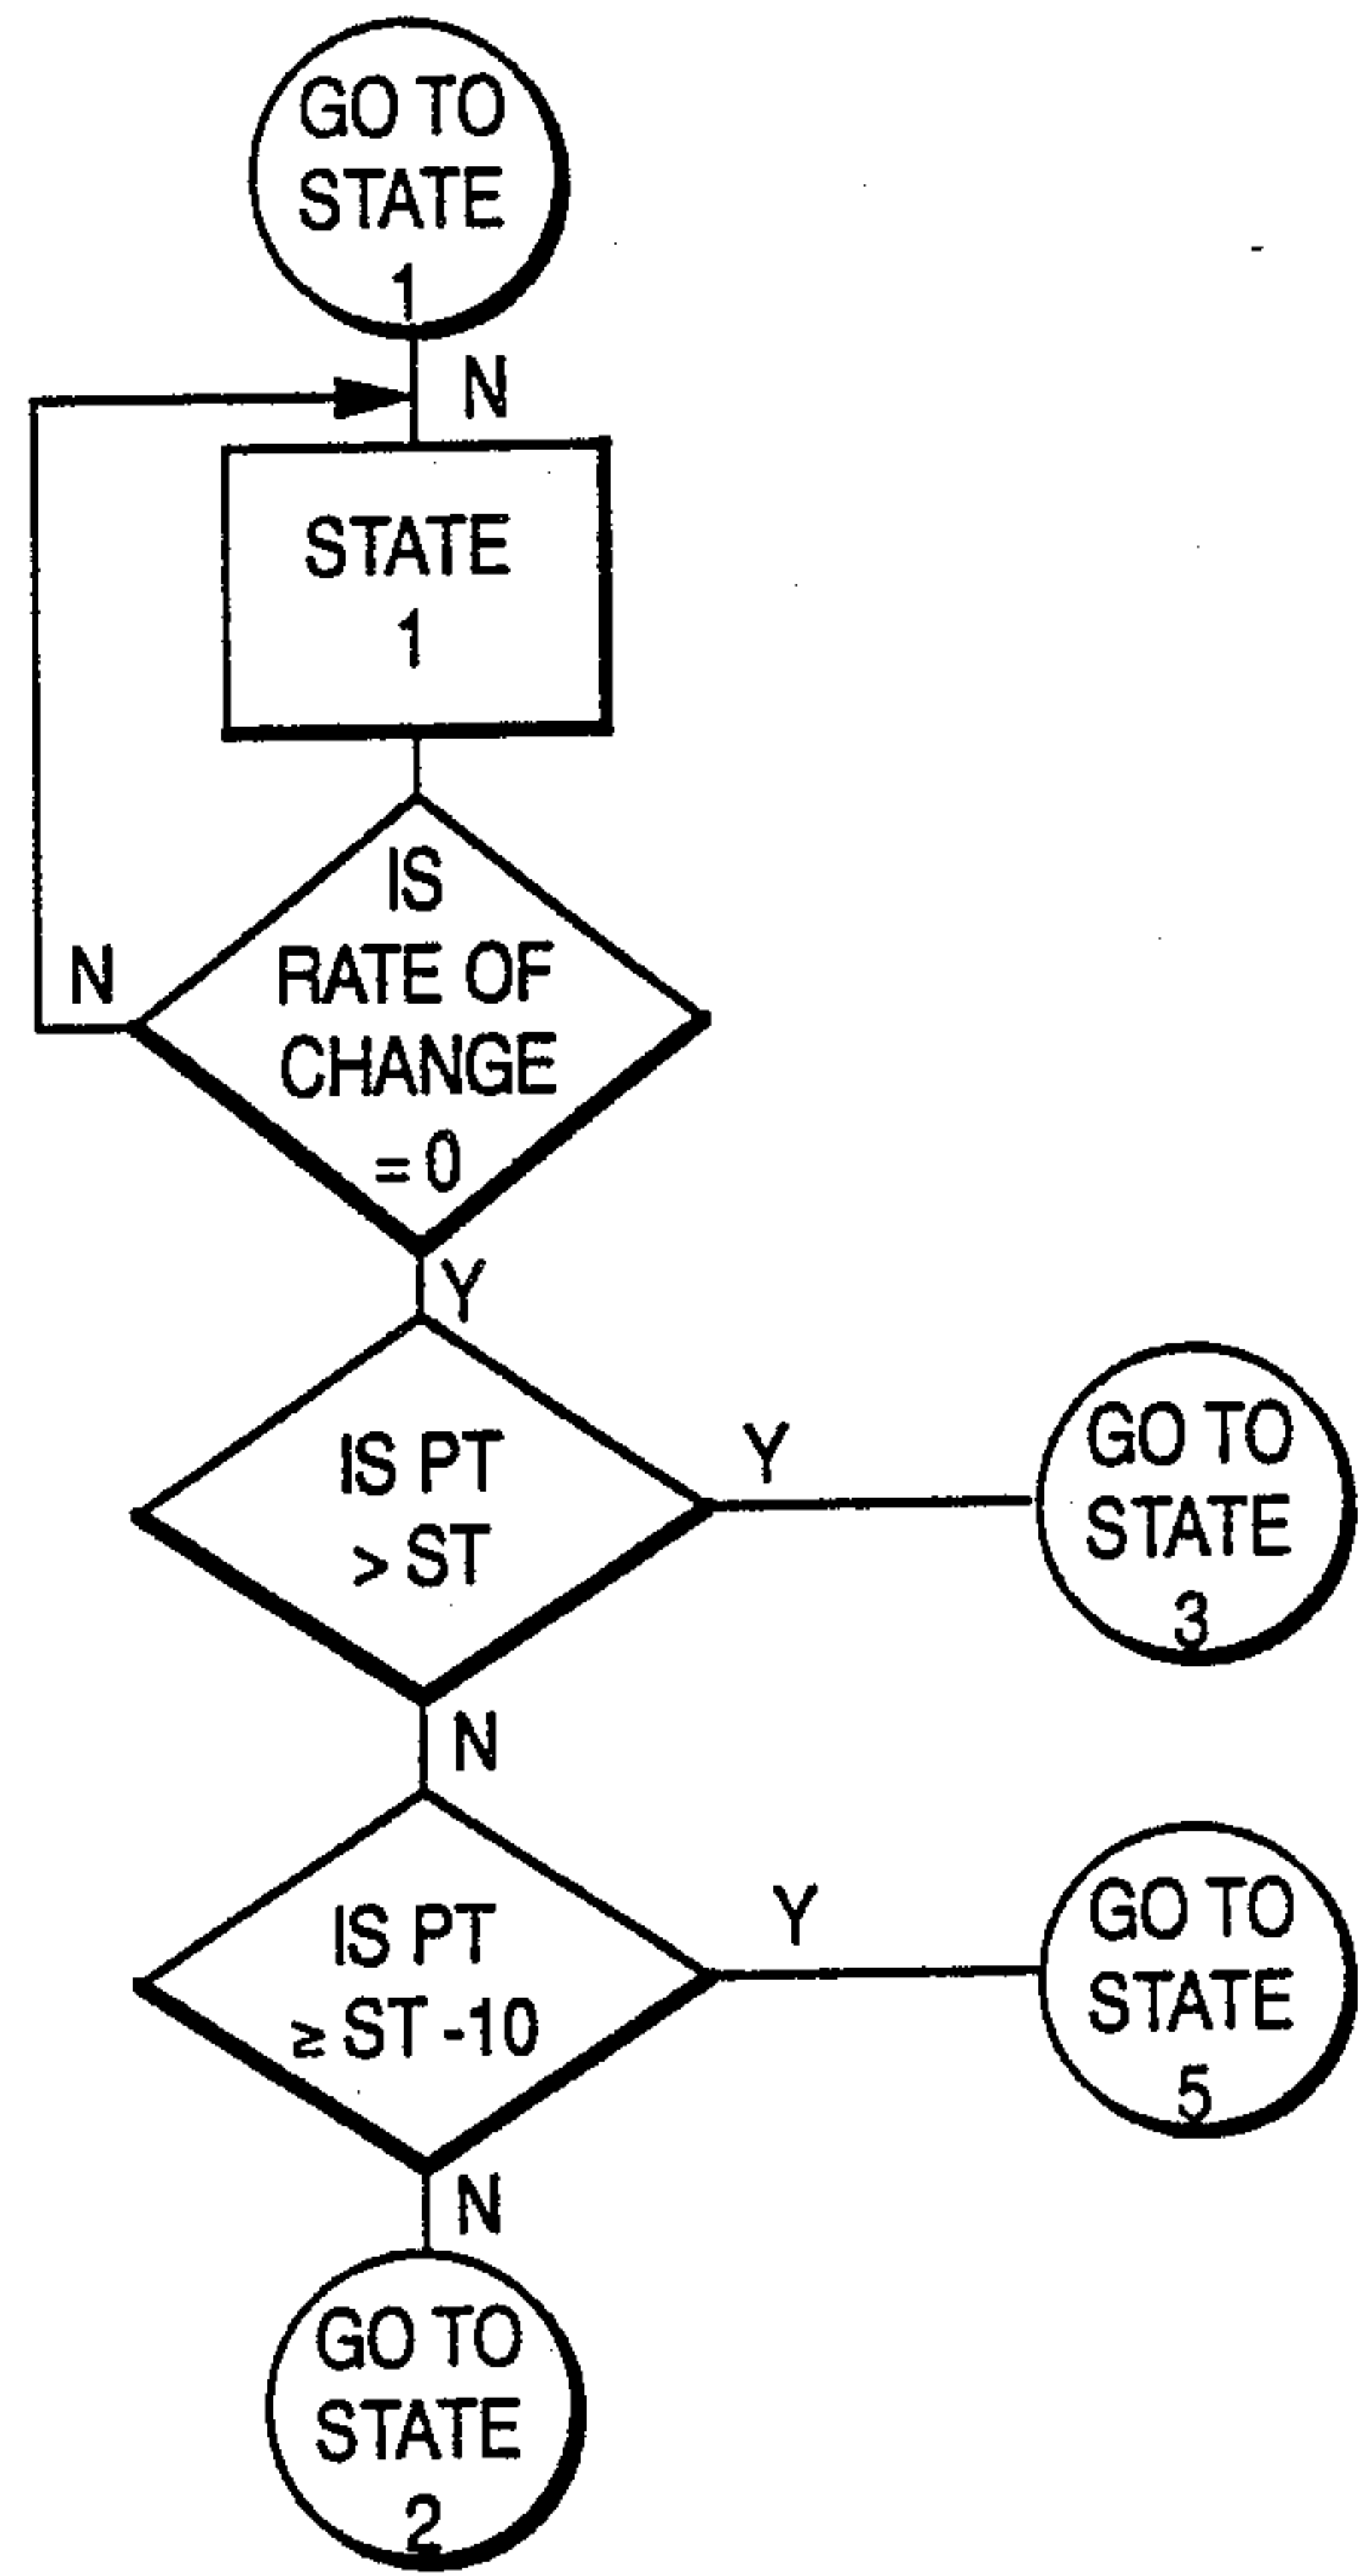 GO TO
STATE
1
N
STATE
1
IS
RATE OF
CHANGE
= 0
N
Y
IS PT
> ST
Y
GO TO
STATE
3
N
IS PT
≥ ST -10
Y
GO TO
STATE
5
N
GO TO
STATE
2